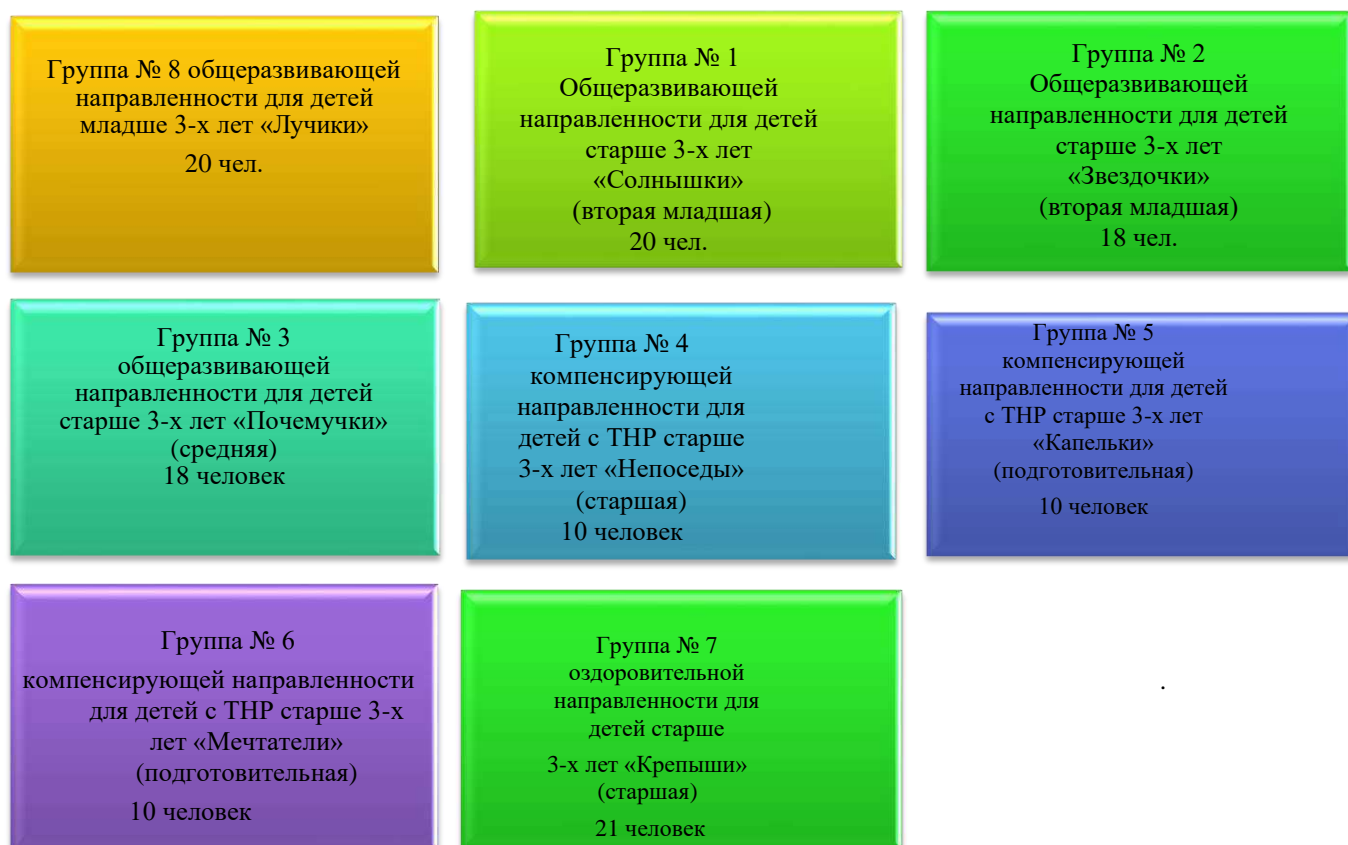 Группа № 8 общеразвивающей
направленности для детей
младше 3-х лет «Лучики»
20 чел.
Группа № 1
Общеразвивающей
направленности для детей
старше 3-х лет
«Солнышки»
(вторая младшая)
20 чел.
Группа № 2
Общеразвивающей
направленности для детей
старше 3-х лет
«Звездочки»
(вторая младшая)
18 чел.
Группа № 3
общеразвивающей
направленности для детей
старше 3-х лет «Почемучки»
(средняя)
18 человек
Группа № 4
компенсирующей
направленности для
детей с ТНР старше
3-х лет «Непоседы»
(старшая)
10 человек
Группа № 5
компенсирующей
направленности для детей
с ТНР старше 3-х лет
«Капельки»
(подготовительная)
10 человек
Группа № 6
компенсирующей направленности
для детей с ТНР старше 3-х
лет «Мечтатели»
(подготовительная)
10 человек
Группа № 7
оздоровительной
направленности для
детей старше
3-х лет «Крепыши»
(старшая)
21 человек
.